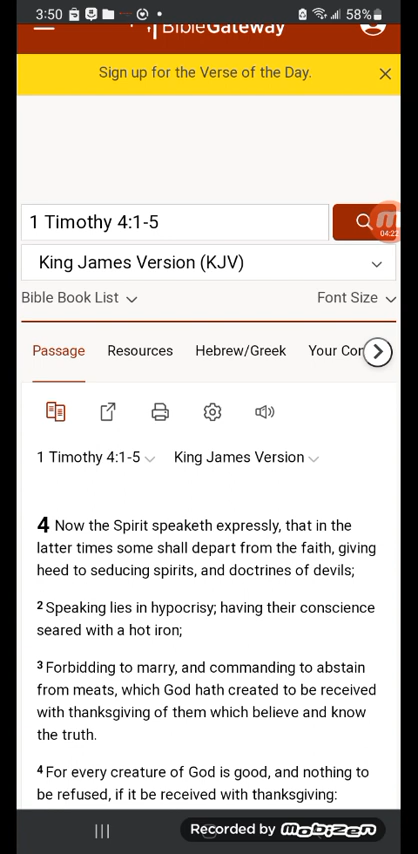 3:50 58%
BibleGateway
Sign up for the Verse of the Day. ×
1 Timothy 4:1-5
04:22
King James Version (KJV)
Bible Book List Font Size
Passage Resources Hebrew/Greek Your Con
1 Timothy 4:1-5 King James Version
4 Now the Spirit speaketh expressly, that in the
latter times some shall depart from the faith, giving
heed to seducing spirits, and doctrines of devils;
2 Speaking lies in hypocrisy; having their conscience
seared with a hot iron;
3 Forbidding to marry, and commanding to abstain
from meats, which God hath created to be received
with thanksgiving of them which believe and know
the truth.
4 For every creature of God is good, and nothing to
be refused, if it be received with thanksgiving:
Recorded by mobizen